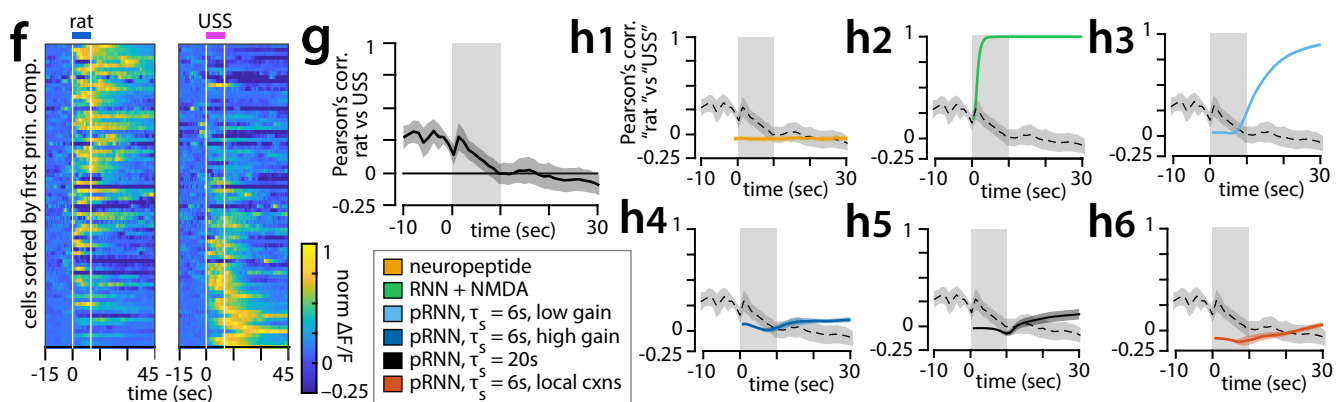 f
rat
USS
cells sorted by first prin. comp.
-15 0 45 -15 0 45
time (sec)
1
0
−0.25
norm ΔF/F
g
Pearson's corr.
rat vs USS
1
0
-0.25
-10 0 30
time (sec)
neuropeptide
RNN + NMDA
pRNN, τs = 6s, low gain
pRNN, τs = 6s, high gain
pRNN, τs = 20s
pRNN, τs = 6s, local cxns
h1
Pearson's corr.
"rat "vs "USS"
1
0
-0.25
-10 0 30
time (sec)
h2
1
0
-0.25
-10 0 30
time (sec)
h3
1
0
-0.25
-10 0 30
time (sec)
h4
1
0
-0.25
-10 0 30
time (sec)
h5
1
0
-0.25
-10 0 30
time (sec)
h6
1
0
-0.25
-10 0 30
time (sec)